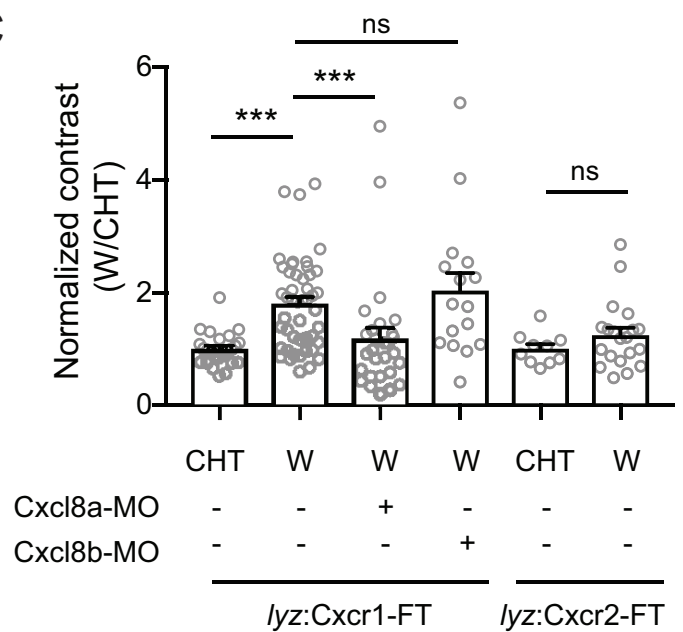 C
ns
***
***
ns
Normalized contrast
(W/CHT)
6
4
2
0
CHT W W W CHT W
Cxcl8a-MO - - + - - -
Cxcl8b-MO - - - + - -
lyz:Cxcr1-FT lyz:Cxcr2-FT